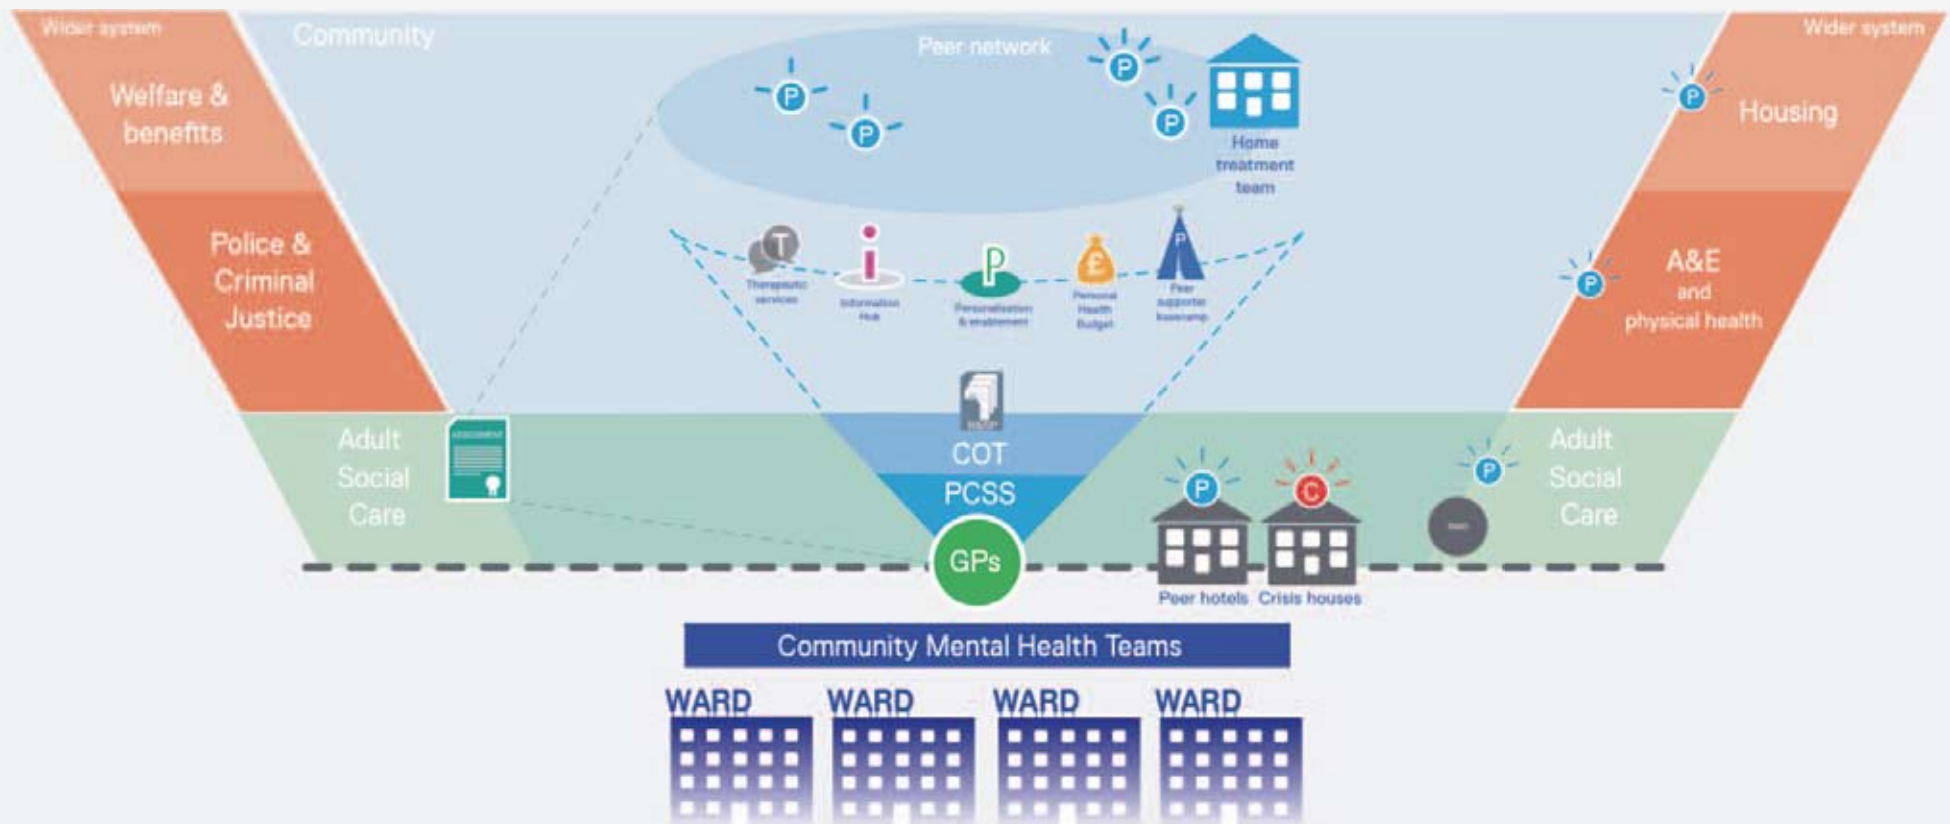 Wider system
Community
Peer network
Wider system
Welfare &
benefits
P
P
P
P
P
Housing
Home
treatment
team
Police &
Criminal
Justice
T
Therapeutic
services
i
Information
Hub
P
Personalisation
& enablement
£
Personal
Health
Budget
P
Peer
supporter
basecamp
P
A&E
and
physical health
Adult
Social
Care
ASSESSMENT
COT
PCSS
GPs
P
C
P
Adult
Social
Care
Peer hotels
Crisis houses
Community Mental Health Teams
WARD
WARD
WARD
WARD